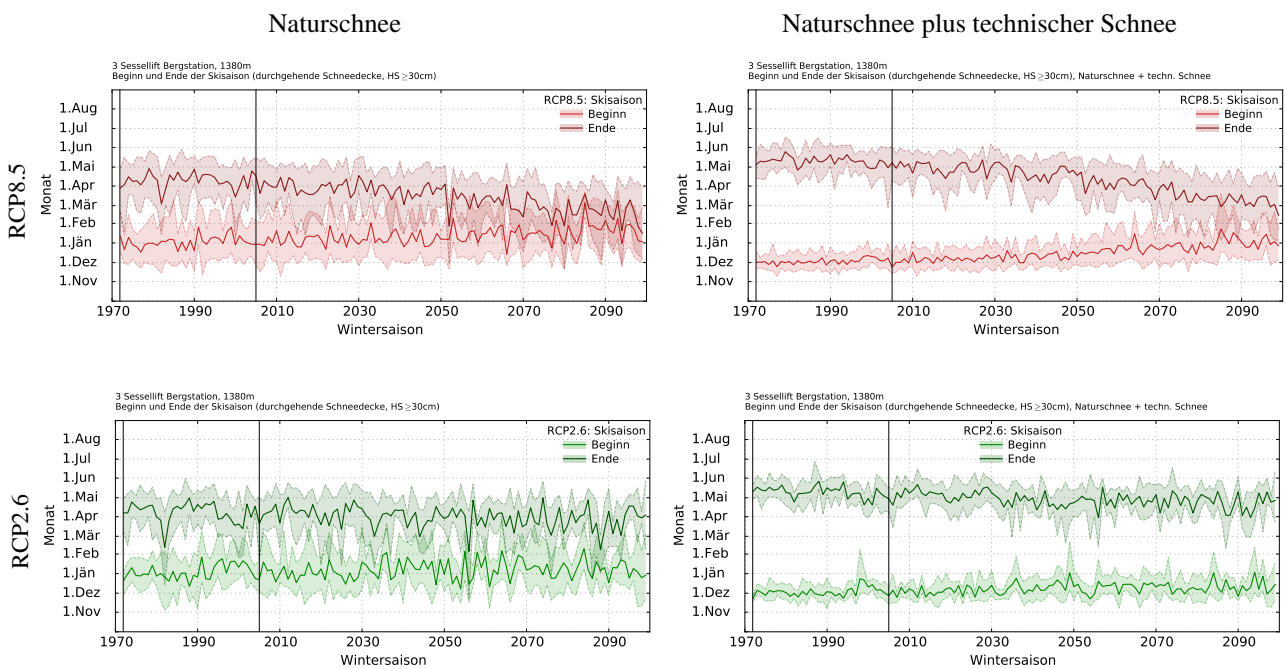 Naturschnee
Naturschnee plus technischer Schnee
RCP8.5
3 Sessellift Bergstation, 1380m
Beginn und Ende der Skisaison (durchgehende Schneedecke, HS ≥30cm)
RCP8.5: Skisaison
Beginn
Ende
Monat
1.Aug
1.Jul
1.Jun
1.Mai
1.Apr
1.Mär
1.Feb
1.Jän
1.Dez
1.Nov
1970 1990 2010 2030 2050 2070 2090
Wintersaison
3 Sessellift Bergstation, 1380m
Beginn und Ende der Skisaison (durchgehende Schneedecke, HS ≥30cm), Naturschnee + techn. Schnee
RCP8.5: Skisaison
Beginn
Ende
Monat
1.Aug
1.Jul
1.Jun
1.Mai
1.Apr
1.Mär
1.Feb
1.Jän
1.Dez
1.Nov
1970 1990 2010 2030 2050 2070 2090
Wintersaison
RCP2.6
3 Sessellift Bergstation, 1380m
Beginn und Ende der Skisaison (durchgehende Schneedecke, HS ≥30cm)
RCP2.6: Skisaison
Beginn
Ende
Monat
1.Aug
1.Jul
1.Jun
1.Mai
1.Apr
1.Mär
1.Feb
1.Jän
1.Dez
1.Nov
1970 1990 2010 2030 2050 2070 2090
Wintersaison
3 Sessellift Bergstation, 1380m
Beginn und Ende der Skisaison (durchgehende Schneedecke, HS ≥30cm), Naturschnee + techn. Schnee
RCP2.6: Skisaison
Beginn
Ende
Monat
1.Aug
1.Jul
1.Jun
1.Mai
1.Apr
1.Mär
1.Feb
1.Jän
1.Dez
1.Nov
1970 1990 2010 2030 2050 2070 2090
Wintersaison